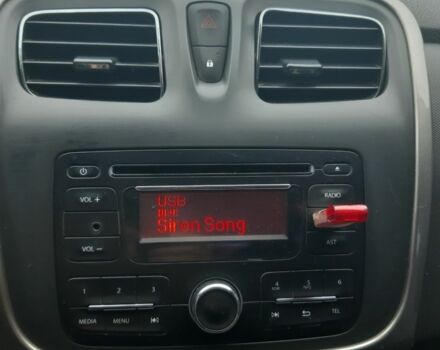 USB
Siren Song
RADIO
VOL +
AST
VOL −
1 2 3
4 5 6
MEDIA MENU
TEL